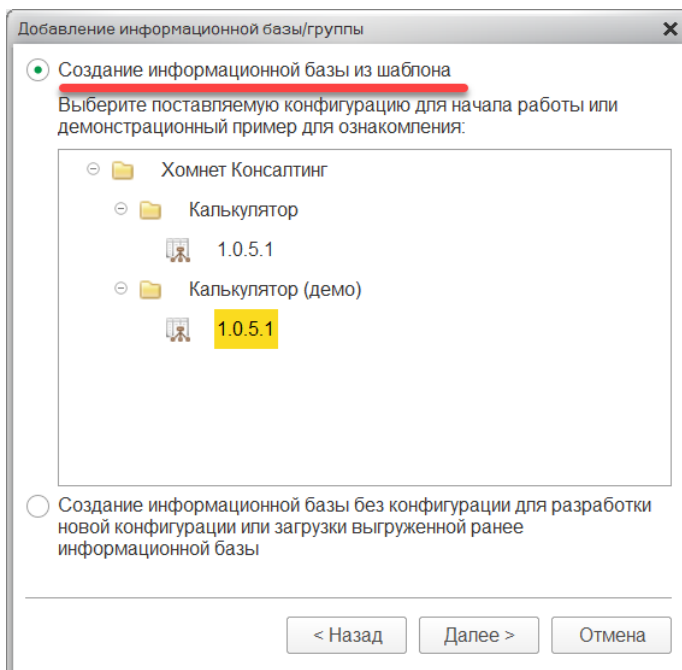 Добавление информационной базы/группы
Создание информационной базы из шаблона
Выберите поставляемую конфигурацию для начала работы или
демонстрационный пример для ознакомления:
Хомнет Консалтинг
Калькулятор
1.0.5.1
Калькулятор (демо)
1.0.5.1
Создание информационной базы без конфигурации для разработки
новой конфигурации или загрузки выгруженной ранее
информационной базы
< Назад
Далее >
Отмена